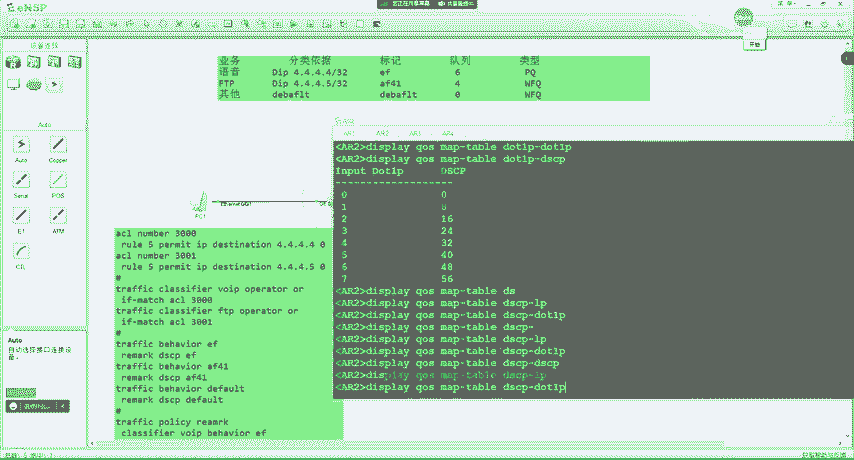 eNSP
业务 分类依据 标记 队列 类型
语音 Dip 4.4.4.4/32 ef 6 PQ
FTP Dip 4.4.4.5/32 af41 4 WFQ
其他 debaflt debaflt 0 WFQ
Auto
Auto Copper
Serial POS
E1 ATM
CTL
Auto
自动选择接口连接设备。
PC1
acl number 3000
rule 5 permit ip destination 4.4.4.4 0
acl number 3001
rule 5 permit ip destination 4.4.4.5 0
#
traffic classifier voip operator or
if-match acl 3000
traffic classifier ftp operator or
if-match acl 3001
#
traffic behavior ef
remark dscp ef
traffic behavior af41
remark dscp af41
traffic behavior default
remark dscp default
#
traffic policy reamrk
classifier voip behavior ef
AR1 AR2 AR3 AR4
<AR2>display qos map-table dot1p-dot1p
<AR2>display qos map-table dot1p-dscp
Input Dot1p DSCP
-------------------
0 0
1 8
2 16
3 24
4 32
5 40
6 48
7 56
<AR2>display qos map-table ds
<AR2>display qos map-table dscp-lp
<AR2>display qos map-table dscp-dot1p
<AR2>display qos map-table dscp-
<AR2>display qos map-table dscp-lp
<AR2>display qos map-table dscp-dot1p
<AR2>display qos map-table dscp-dscp
<AR2>display qos map-table dscp-lp
<AR2>display qos map-table dscp-dot1p